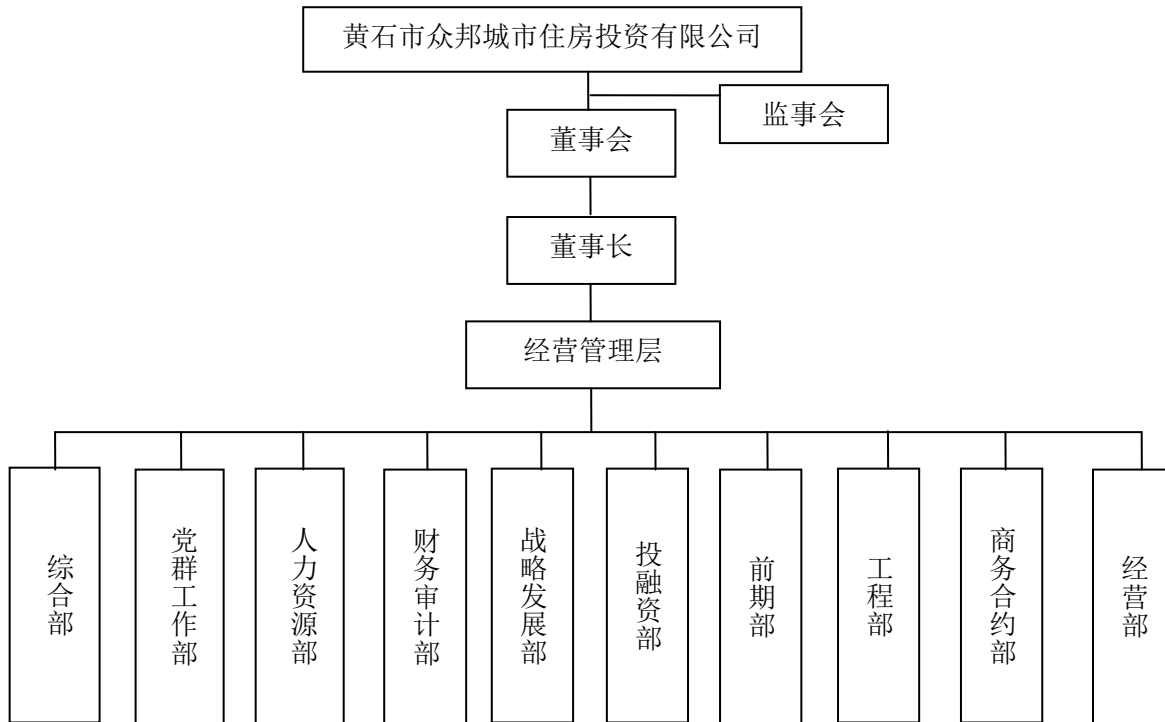 黄石市众邦城市住房投资有限公司
监事会
董事会
董事长
经营管理层
综合部
党群工作部
人力资源部
财务审计部
战略发展部
投融资部
前期部
工程部
商务合约部
经营部